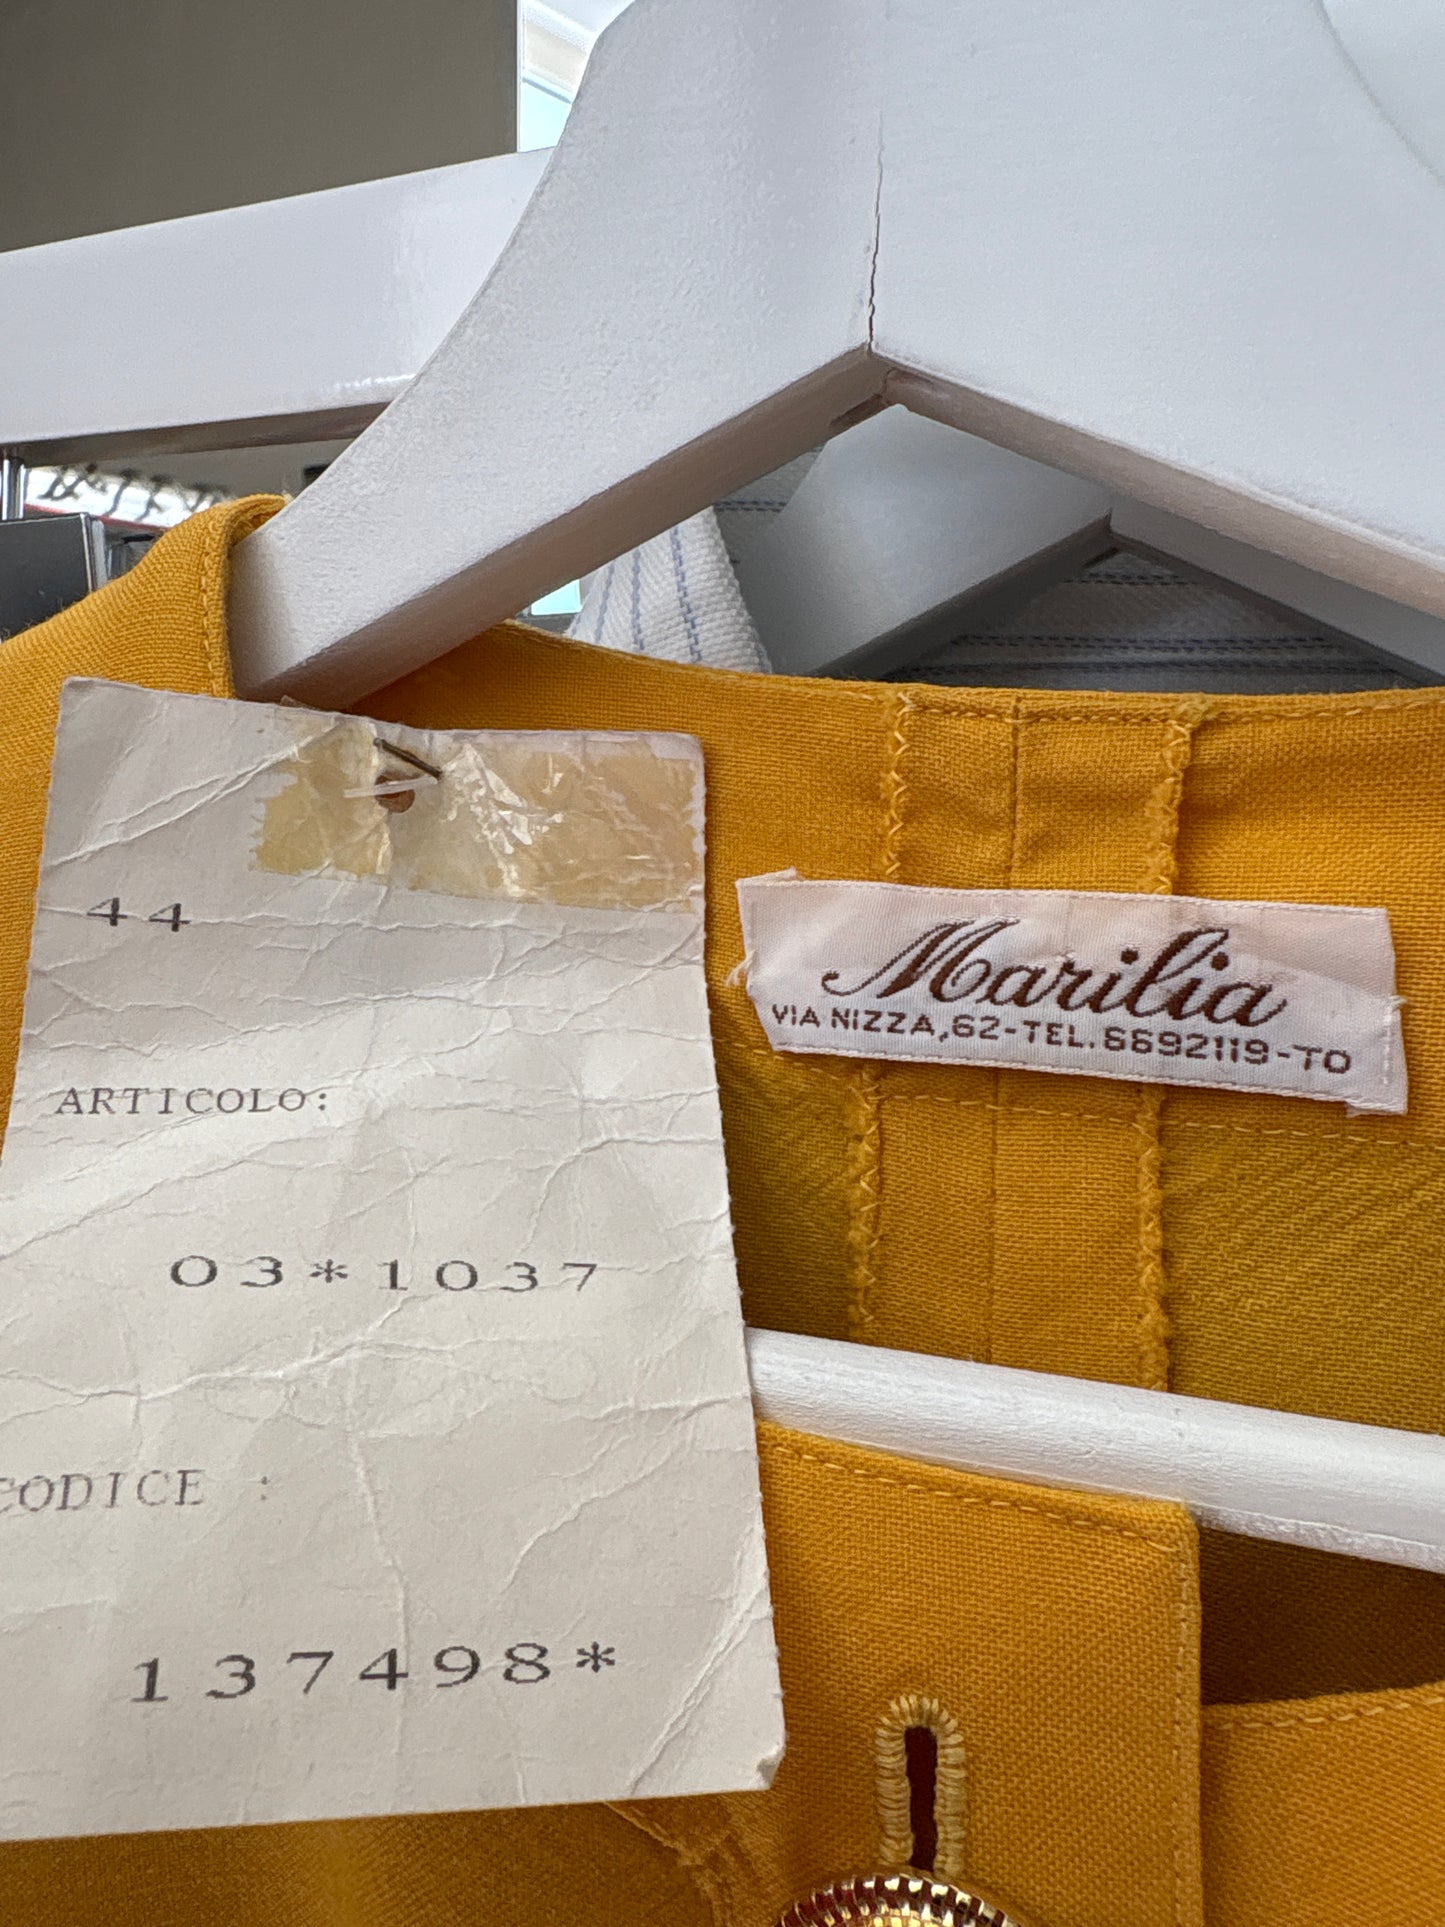 44
ARTICOLO:
03*1037
CODICE :
137498*
Marilia
VIA NIZZA,62-TEL.6692119-TO